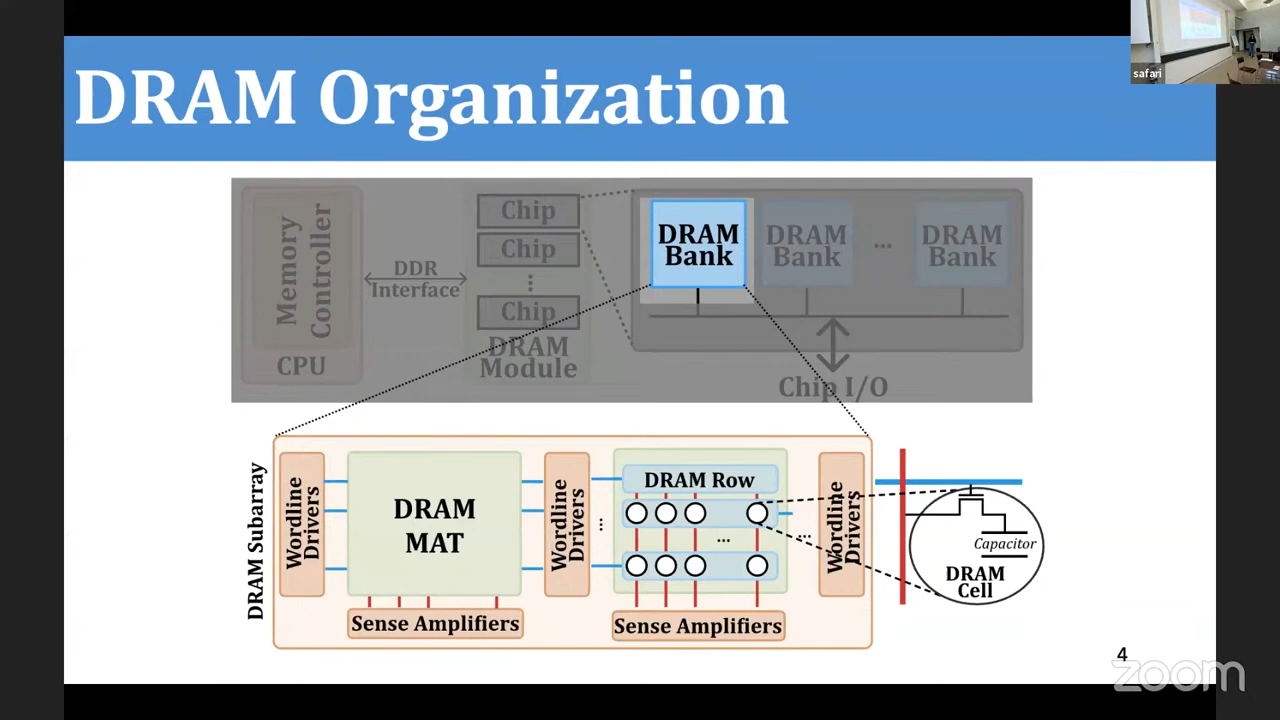 DRAM Organization
safari
Memory
Controller
CPU
DDR
Interface
Chip
Chip
Chip
DRAM
Module
DRAM
Bank
DRAM
Bank
...
DRAM
Bank
Chip I/O
DRAM Subarray
Wordline
Drivers
DRAM
MAT
Sense Amplifiers
Wordline
Drivers
...
DRAM Row
...
Sense Amplifiers
...
Wordline
Drivers
Capacitor
DRAM
Cell
4
zoom